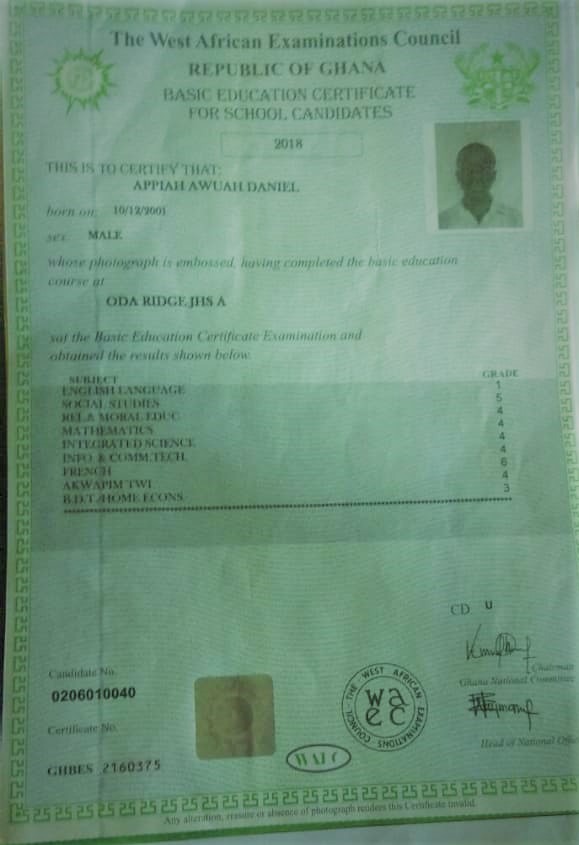 The West African Examinations Council
REPUBLIC OF GHANA
BASIC EDUCATION CERTIFICATE
FOR SCHOOL CANDIDATES
2018
THIS IS TO CERTIFY THAT:
APPIAH AWUAH DANIEL
born on: 10/12/2001
sex MALE
whose photograph is embossed, having completed the basic education
course at
ODA RIDGE JHS A
sat the Basic Education Certificate Examination and
obtained the results shown below.
SUBJECT GRADE
ENGLISH LANGUAGE 1
SOCIAL STUDIES 5
REL & MORAL EDUC 4
MATHEMATICS 4
INTEGRATED SCIENCE 4
INFO & COMM.TECH. 4
FRENCH 6
AKWAPIM TWI 4
B.D.T /HOME ECONS. 3
CD U
Chairman
Ghana National Committee
Head of National
Candidate No.
0206010040
Certificate No.
GHBES 2160375
THE WEST AFRICAN EXAMINATIONS COUNCIL
waec
WAEC
Any alteration, erasure or absence of photograph renders this Certificate invalid.